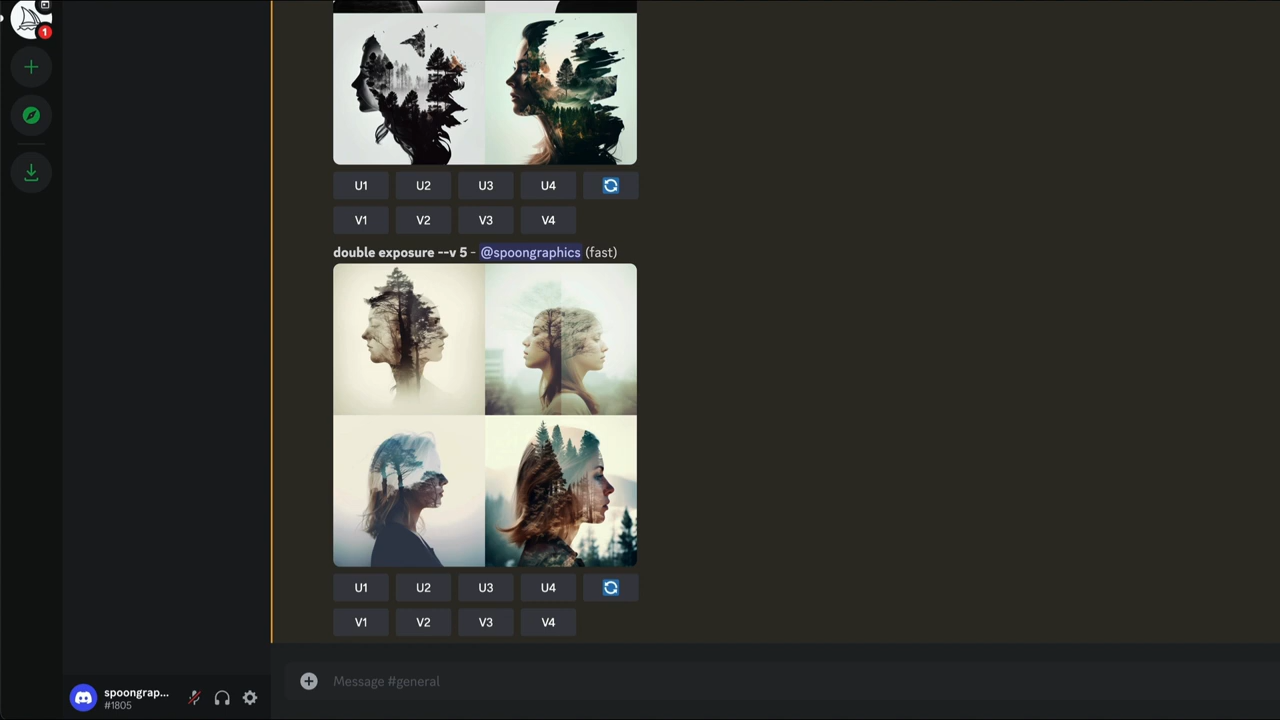 1
U1 U2 U3 U4
V1 V2 V3 V4
double exposure --v 5 - @spoongraphics (fast)
U1 U2 U3 U4
V1 V2 V3 V4
spoongrap...
#1805
Message #general